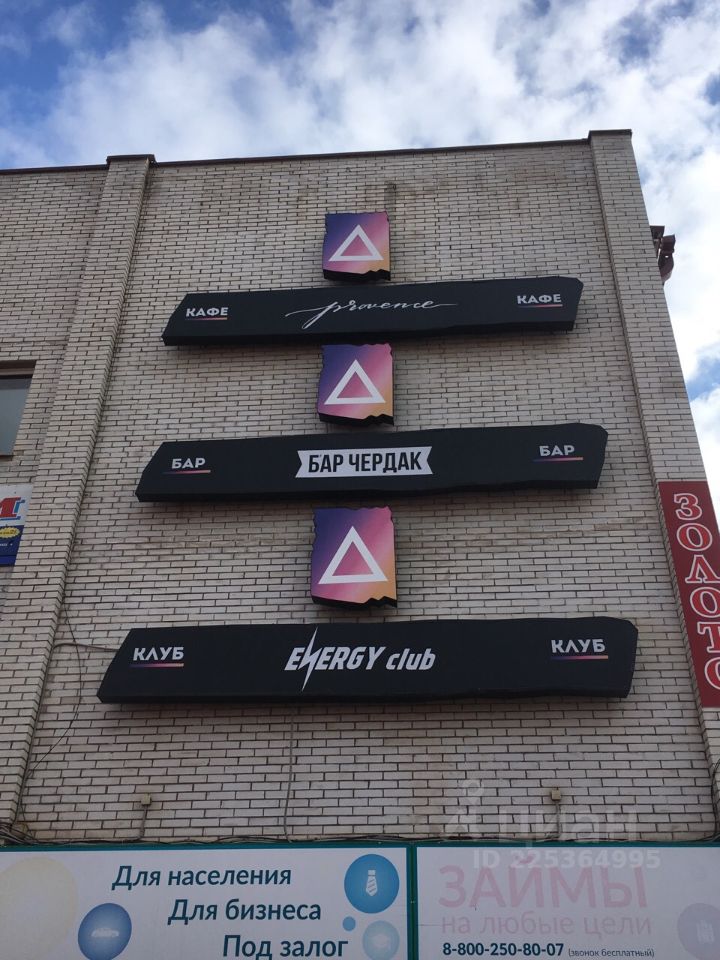 КАФЕ provence КАФЕ
БАР БАР ЧЕРДАК БАР
КЛУБ ENERGY club КЛУБ
ЗОЛОТО
Для населения
Для бизнеса
Под залог
ЗАЙМЫ
на любые цели
8-800-250-80-07 (звонок бесплатный)
Циан
ID 225364995